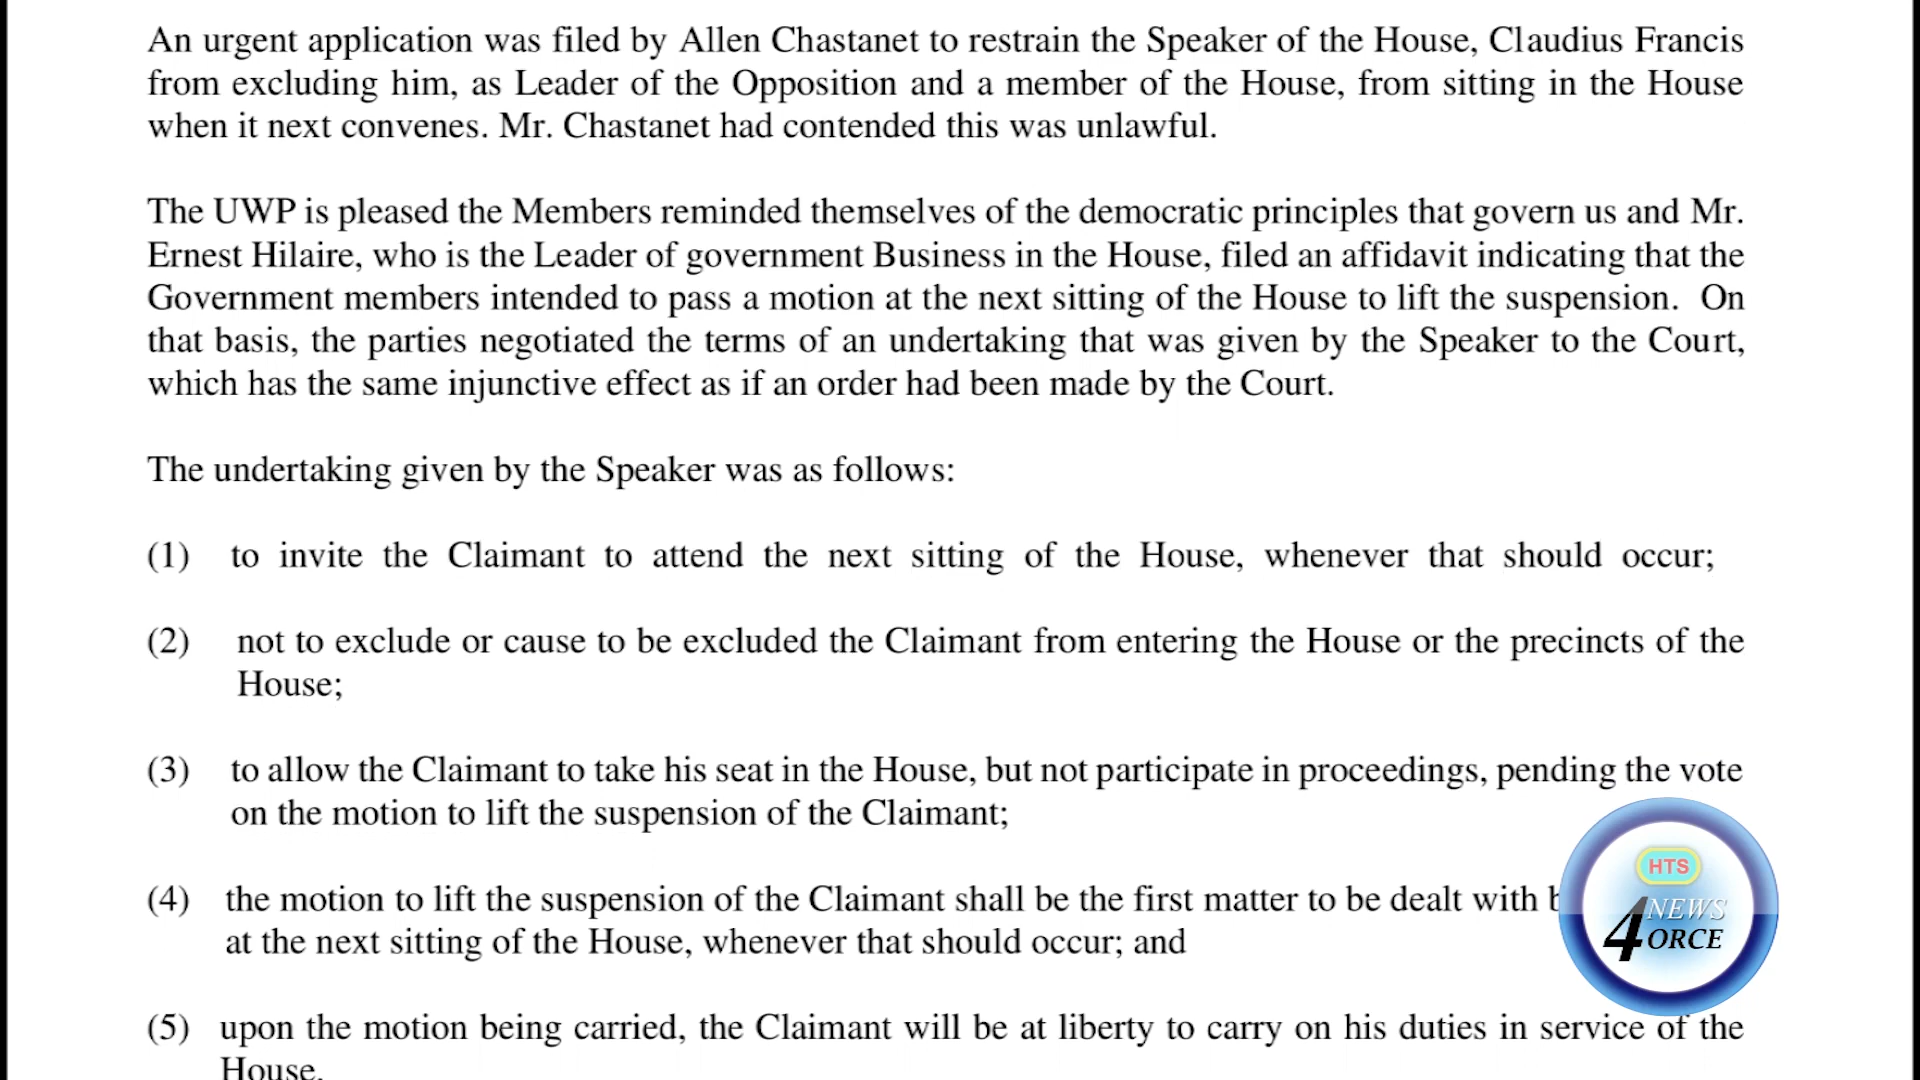 An urgent application was filed by Allen Chastanet to restrain the Speaker of the House, Claudius Francis
from excluding him, as Leader of the Opposition and a member of the House, from sitting in the House
when it next convenes. Mr. Chastanet had contended this was unlawful.
The UWP is pleased the Members reminded themselves of the democratic principles that govern us and Mr.
Ernest Hilaire, who is the Leader of government Business in the House, filed an affidavit indicating that the
Government members intended to pass a motion at the next sitting of the House to lift the suspension. On
that basis, the parties negotiated the terms of an undertaking that was given by the Speaker to the Court,
which has the same injunctive effect as if an order had been made by the Court.
The undertaking given by the Speaker was as follows:
(1) to invite the Claimant to attend the next sitting of the House, whenever that should occur;
(2) not to exclude or cause to be excluded the Claimant from entering the House or the precincts of the
House;
(3) to allow the Claimant to take his seat in the House, but not participate in proceedings, pending the vote
on the motion to lift the suspension of the Claimant;
(4) the motion to lift the suspension of the Claimant shall be the first matter to be dealt with
at the next sitting of the House, whenever that should occur; and
(5) upon the motion being carried, the Claimant will be at liberty to carry on his duties in service of the
House.
HTS
NEWS
4ORCE